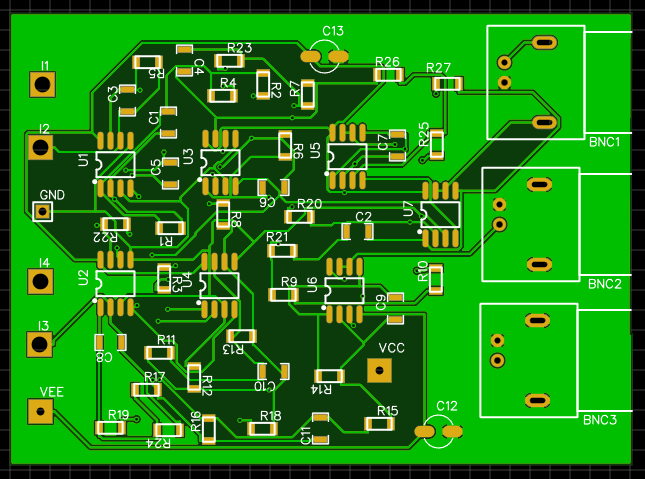 C13
I1
R23
R5
C4
R26
R27
R4
R2
R7
C3
I2
C1
R25
BNC1
U1
U3
R6
U5
C7
C5
C6
GND
R22
R1
R8
R20
C2
U7
R21
I4
U2
R3
U4
R9
U6
R10
C9
BNC2
I3
C8
R11
R13
VCC
R17
R12
C10
R14
VEE
R19
R24
R16
R18
C11
R15
C12
BNC3